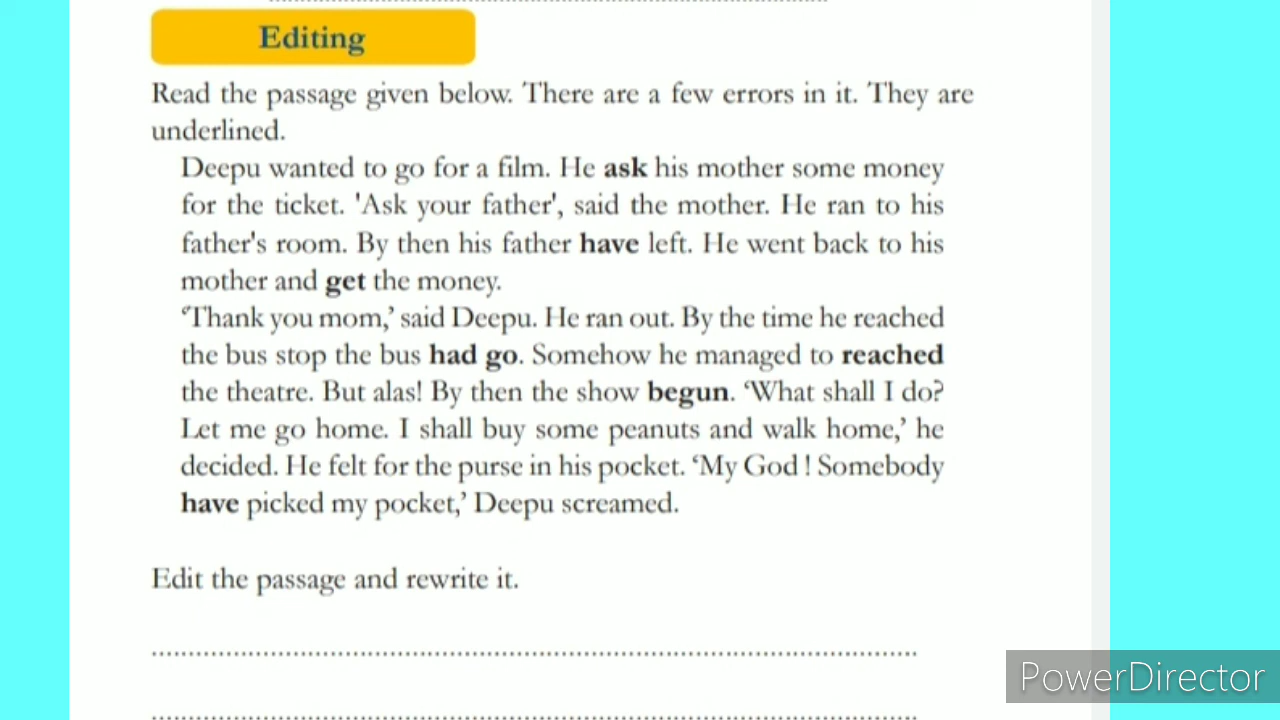 Editing
Read the passage given below. There are a few errors in it. They are
underlined.
Deepu wanted to go for a film. He ask his mother some money
for the ticket. 'Ask your father', said the mother. He ran to his
father's room. By then his father have left. He went back to his
mother and get the money.
‘Thank you mom,’ said Deepu. He ran out. By the time he reached
the bus stop the bus had go. Somehow he managed to reached
the theatre. But alas! By then the show begun. ‘What shall I do?
Let me go home. I shall buy some peanuts and walk home,’ he
decided. He felt for the purse in his pocket. ‘My God ! Somebody
have picked my pocket,’ Deepu screamed.
Edit the passage and rewrite it.
PowerDirector